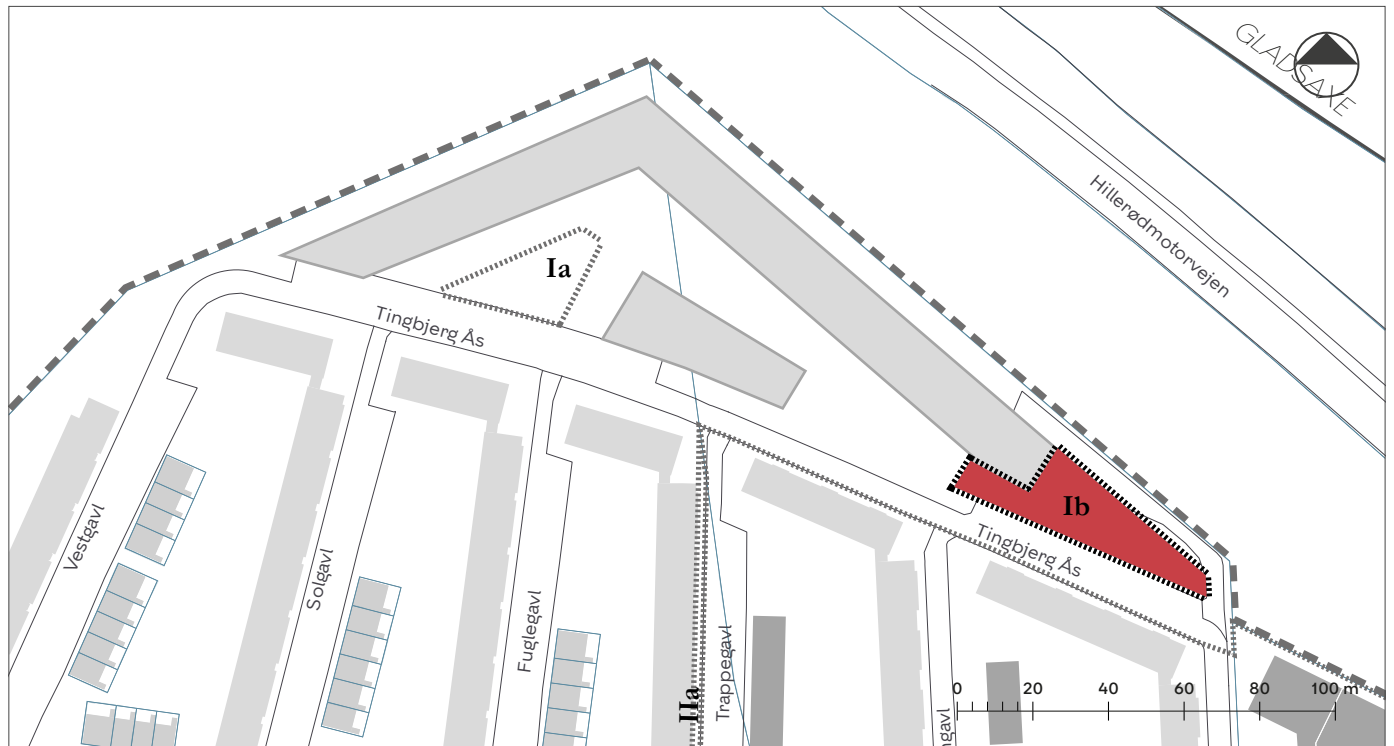 GLADSAXE
Hillerødmotorvejen
Ia
Tingbjerg Ås
Ib
Tingbjerg Ås
Vestgavl
Solgavl
Fuglegavl
Trappegavl
IIa
ngavl
0 20 40 60 80 100 m